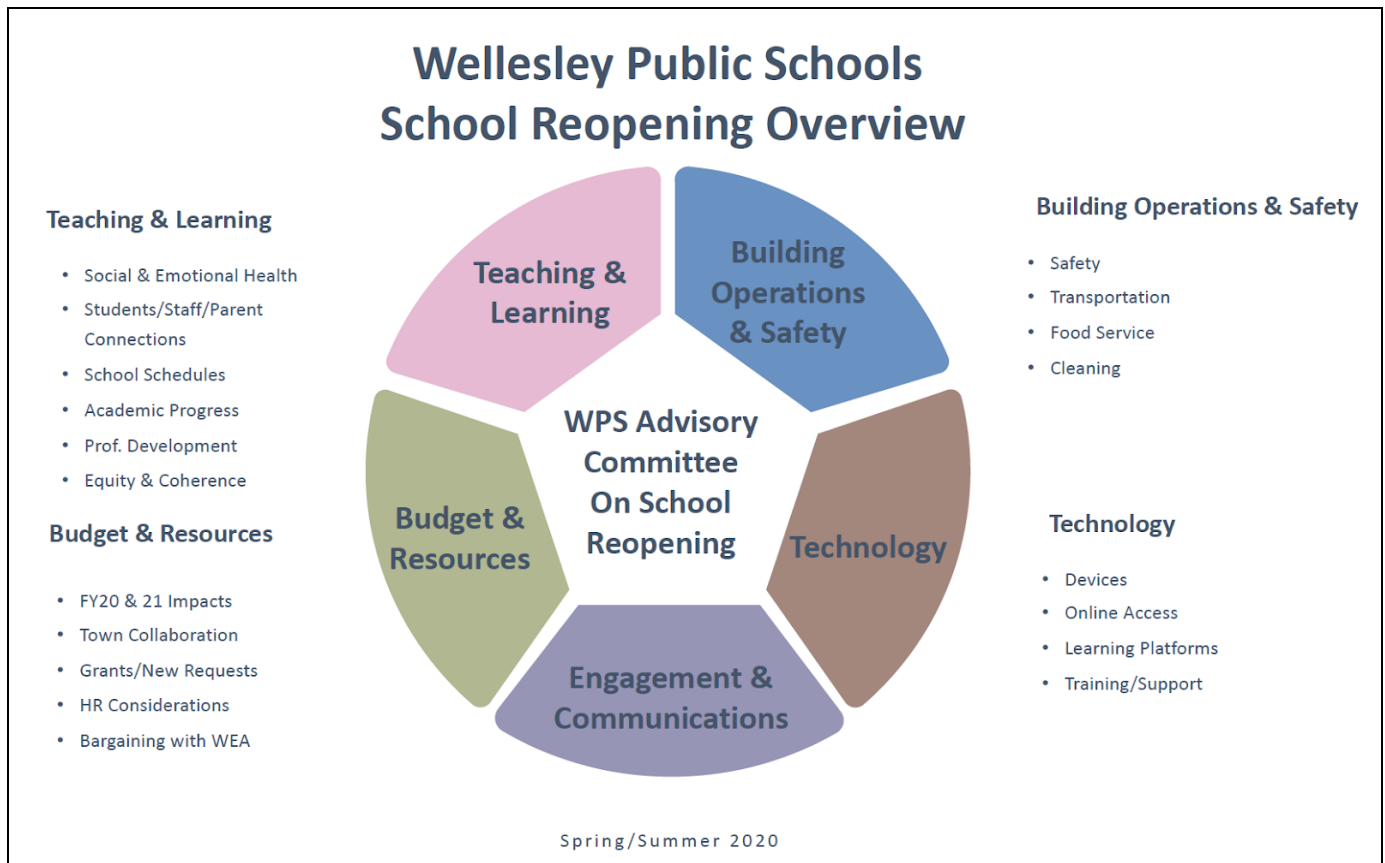 Wellesley Public Schools
School Reopening Overview
Teaching & Learning
• Social & Emotional Health
• Students/Staff/Parent
Connections
• School Schedules
• Academic Progress
• Prof. Development
• Equity & Coherence
Budget & Resources
• FY20 & 21 Impacts
• Town Collaboration
• Grants/New Requests
• HR Considerations
• Bargaining with WEA
Teaching &
Learning
Building
Operations
& Safety
WPS Advisory
Committee
On School
Reopening
Budget &
Resources
Technology
Engagement &
Communications
Building Operations & Safety
• Safety
• Transportation
• Food Service
• Cleaning
Technology
• Devices
• Online Access
• Learning Platforms
• Training/Support
Spring/Summer 2020